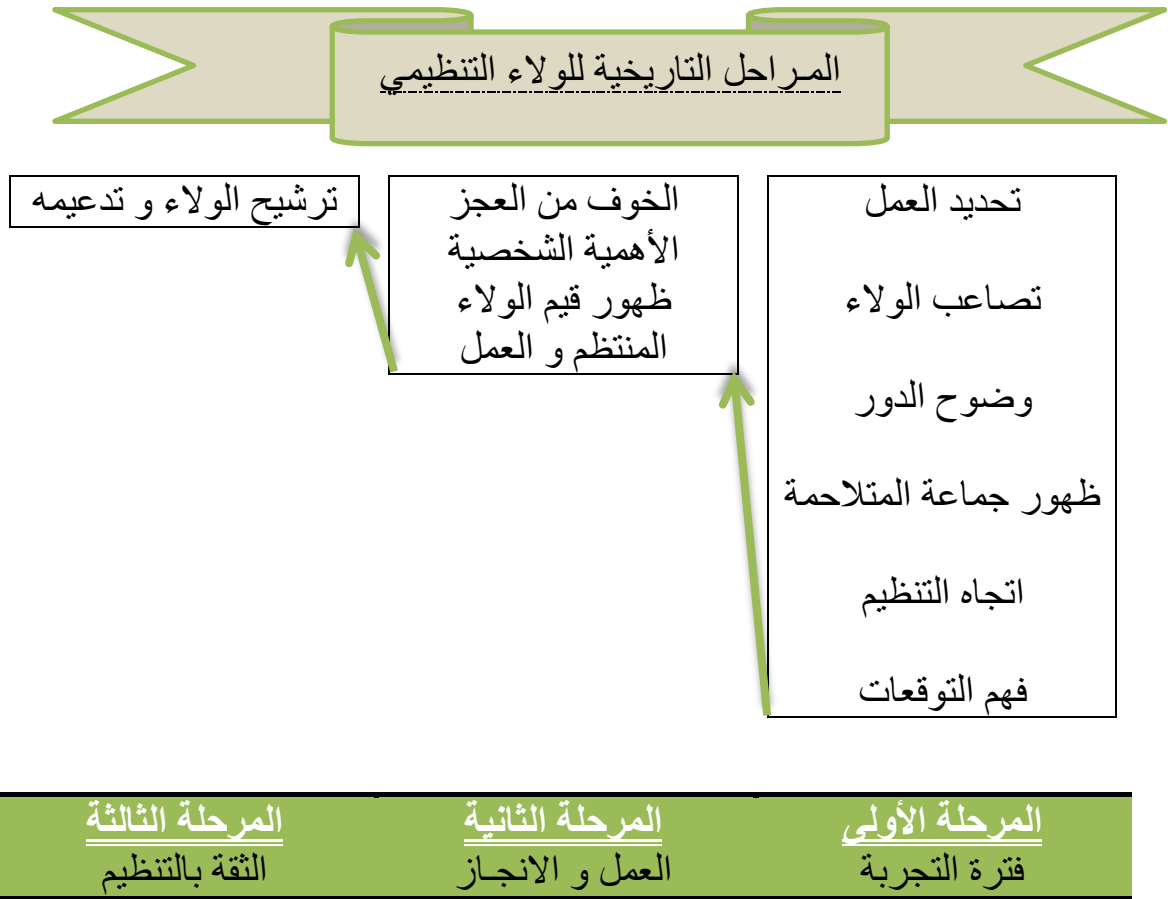 المـراحل التاريخية للولاء التنظيمي
تحديد العمل
تصاعب الولاء
وضوح الدور
ظهور جماعة المتلاحمة
اتجاه التنظيم
فهم التوقعات
الخوف من العجز
الأهمية الشخصية
ظهور قيم الولاء
المنتظم و العمل
ترشيح الولاء و تدعيمه
المرحلة الأولى
فترة التجربة
المرحلة الثانية
العمل و الانجـاز
المرحلة الثالثة
الثقة بالتنظيم